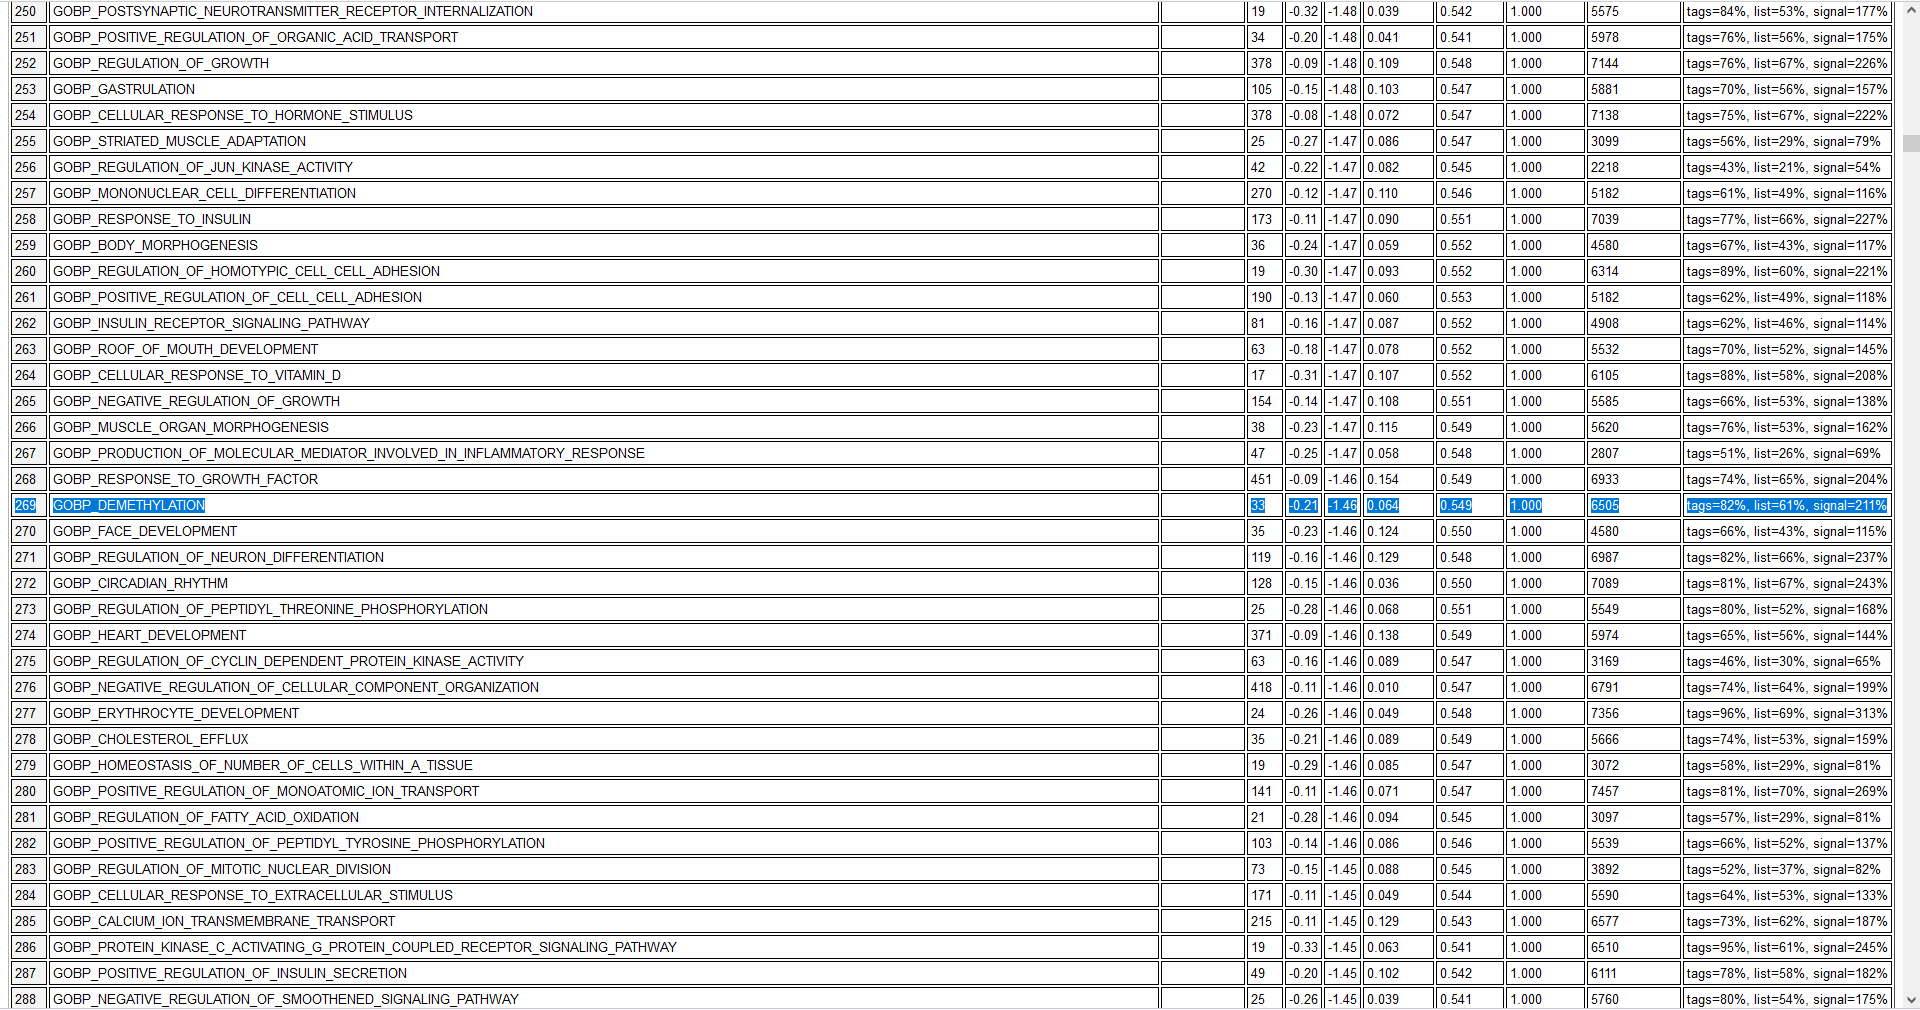 250 GOBP_POSTSYNAPTIC_NEUROTRANSMITTER_RECEPTOR_INTERNALIZATION 19 -0.32 -1.48 0.039 0.542 1.000 5575 tags=84%, list=53%, signal=177%
251 GOBP_POSITIVE_REGULATION_OF_ORGANIC_ACID_TRANSPORT 34 -0.20 -1.48 0.041 0.541 1.000 5978 tags=76%, list=56%, signal=175%
252 GOBP_REGULATION_OF_GROWTH 378 -0.09 -1.48 0.109 0.548 1.000 7144 tags=76%, list=67%, signal=226%
253 GOBP_GASTRULATION 105 -0.15 -1.48 0.103 0.547 1.000 5881 tags=70%, list=56%, signal=157%
254 GOBP_CELLULAR_RESPONSE_TO_HORMONE_STIMULUS 378 -0.08 -1.48 0.072 0.547 1.000 7138 tags=75%, list=67%, signal=222%
255 GOBP_STRIATED_MUSCLE_ADAPTATION 25 -0.27 -1.47 0.086 0.547 1.000 3099 tags=56%, list=29%, signal=79%
256 GOBP_REGULATION_OF_JUN_KINASE_ACTIVITY 42 -0.22 -1.47 0.082 0.545 1.000 2218 tags=43%, list=21%, signal=54%
257 GOBP_MONONUCLEAR_CELL_DIFFERENTIATION 270 -0.12 -1.47 0.110 0.546 1.000 5182 tags=61%, list=49%, signal=116%
258 GOBP_RESPONSE_TO_INSULIN 173 -0.11 -1.47 0.090 0.551 1.000 7039 tags=77%, list=66%, signal=227%
259 GOBP_BODY_MORPHOGENESIS 36 -0.24 -1.47 0.059 0.552 1.000 4580 tags=67%, list=43%, signal=117%
260 GOBP_REGULATION_OF_HOMOTYPIC_CELL_CELL_ADHESION 19 -0.30 -1.47 0.093 0.552 1.000 6314 tags=89%, list=60%, signal=221%
261 GOBP_POSITIVE_REGULATION_OF_CELL_CELL_ADHESION 190 -0.13 -1.47 0.060 0.553 1.000 5182 tags=62%, list=49%, signal=118%
262 GOBP_INSULIN_RECEPTOR_SIGNALING_PATHWAY 81 -0.16 -1.47 0.087 0.552 1.000 4908 tags=62%, list=46%, signal=114%
263 GOBP_ROOF_OF_MOUTH_DEVELOPMENT 63 -0.18 -1.47 0.078 0.552 1.000 5532 tags=70%, list=52%, signal=145%
264 GOBP_CELLULAR_RESPONSE_TO_VITAMIN_D 17 -0.31 -1.47 0.107 0.552 1.000 6105 tags=88%, list=58%, signal=208%
265 GOBP_NEGATIVE_REGULATION_OF_GROWTH 154 -0.14 -1.47 0.108 0.551 1.000 5585 tags=66%, list=53%, signal=138%
266 GOBP_MUSCLE_ORGAN_MORPHOGENESIS 38 -0.23 -1.47 0.115 0.549 1.000 5620 tags=76%, list=53%, signal=162%
267 GOBP_PRODUCTION_OF_MOLECULAR_MEDIATOR_INVOLVED_IN_INFLAMMATORY_RESPONSE 47 -0.25 -1.47 0.058 0.548 1.000 2807 tags=51%, list=26%, signal=69%
268 GOBP_RESPONSE_TO_GROWTH_FACTOR 451 -0.09 -1.46 0.154 0.549 1.000 6933 tags=74%, list=65%, signal=204%
269 GOBP_DEMETHYLATION 33 -0.21 -1.46 0.064 0.549 1.000 6505 tags=82%, list=61%, signal=211%
270 GOBP_FACE_DEVELOPMENT 35 -0.23 -1.46 0.124 0.550 1.000 4580 tags=66%, list=43%, signal=115%
271 GOBP_REGULATION_OF_NEURON_DIFFERENTIATION 119 -0.16 -1.46 0.129 0.548 1.000 6987 tags=82%, list=66%, signal=237%
272 GOBP_CIRCADIAN_RHYTHM 128 -0.15 -1.46 0.036 0.550 1.000 7089 tags=81%, list=67%, signal=243%
273 GOBP_REGULATION_OF_PEPTIDYL_THREONINE_PHOSPHORYLATION 25 -0.28 -1.46 0.068 0.551 1.000 5549 tags=80%, list=52%, signal=168%
274 GOBP_HEART_DEVELOPMENT 371 -0.09 -1.46 0.138 0.549 1.000 5974 tags=65%, list=56%, signal=144%
275 GOBP_REGULATION_OF_CYCLIN_DEPENDENT_PROTEIN_KINASE_ACTIVITY 63 -0.16 -1.46 0.089 0.547 1.000 3169 tags=46%, list=30%, signal=65%
276 GOBP_NEGATIVE_REGULATION_OF_CELLULAR_COMPONENT_ORGANIZATION 418 -0.11 -1.46 0.010 0.547 1.000 6791 tags=74%, list=64%, signal=199%
277 GOBP_ERYTHROCYTE_DEVELOPMENT 24 -0.26 -1.46 0.049 0.548 1.000 7356 tags=96%, list=69%, signal=313%
278 GOBP_CHOLESTEROL_EFFLUX 35 -0.21 -1.46 0.089 0.549 1.000 5666 tags=74%, list=53%, signal=159%
279 GOBP_HOMEOSTASIS_OF_NUMBER_OF_CELLS_WITHIN_A_TISSUE 19 -0.29 -1.46 0.085 0.547 1.000 3072 tags=58%, list=29%, signal=81%
280 GOBP_POSITIVE_REGULATION_OF_MONOATOMIC_ION_TRANSPORT 141 -0.11 -1.46 0.071 0.547 1.000 7457 tags=81%, list=70%, signal=269%
281 GOBP_REGULATION_OF_FATTY_ACID_OXIDATION 21 -0.28 -1.46 0.094 0.545 1.000 3097 tags=57%, list=29%, signal=81%
282 GOBP_POSITIVE_REGULATION_OF_PEPTIDYL_TYROSINE_PHOSPHORYLATION 103 -0.14 -1.46 0.086 0.546 1.000 5539 tags=66%, list=52%, signal=137%
283 GOBP_REGULATION_OF_MITOTIC_NUCLEAR_DIVISION 73 -0.15 -1.45 0.088 0.545 1.000 3892 tags=52%, list=37%, signal=82%
284 GOBP_CELLULAR_RESPONSE_TO_EXTRACELLULAR_STIMULUS 171 -0.11 -1.45 0.049 0.544 1.000 5590 tags=64%, list=53%, signal=133%
285 GOBP_CALCIUM_ION_TRANSMEMBRANE_TRANSPORT 215 -0.11 -1.45 0.129 0.543 1.000 6577 tags=73%, list=62%, signal=187%
286 GOBP_PROTEIN_KINASE_C_ACTIVATING_G_PROTEIN_COUPLED_RECEPTOR_SIGNALING_PATHWAY 19 -0.33 -1.45 0.063 0.541 1.000 6510 tags=95%, list=61%, signal=245%
287 GOBP_POSITIVE_REGULATION_OF_INSULIN_SECRETION 49 -0.20 -1.45 0.102 0.542 1.000 6111 tags=78%, list=58%, signal=182%
288 GOBP_NEGATIVE_REGULATION_OF_SMOOTHENED_SIGNALING_PATHWAY 25 -0.26 -1.45 0.039 0.541 1.000 5760 tags=80%, list=54%, signal=175%